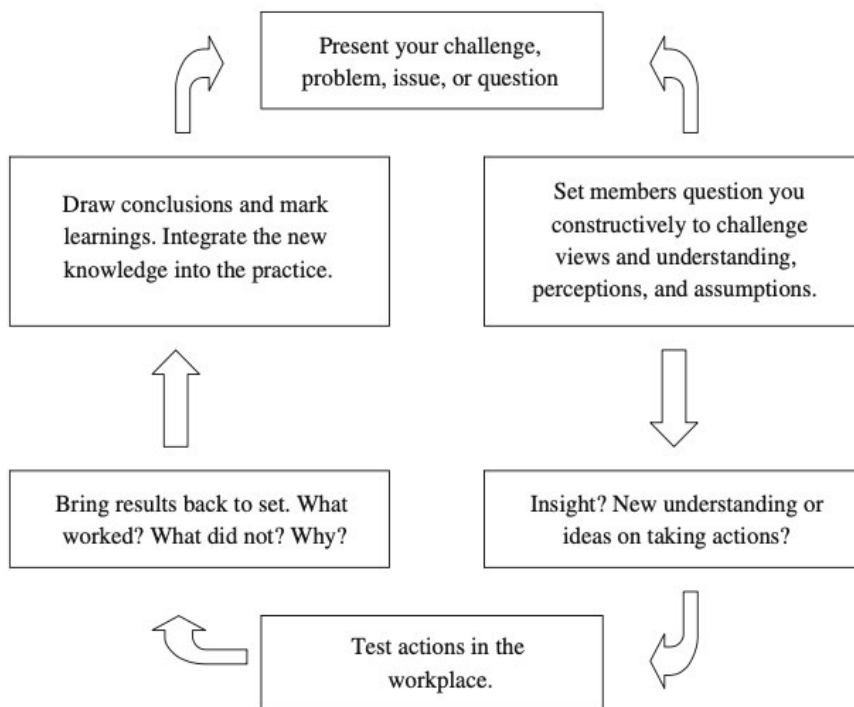 Present your challenge,
problem, issue, or question
Set members question you
constructively to challenge
views and understanding,
perceptions, and assumptions.
Insight? New understanding or
ideas on taking actions?
Test actions in the
workplace.
Bring results back to set. What
worked? What did not? Why?
Draw conclusions and mark
learnings. Integrate the new
knowledge into the practice.